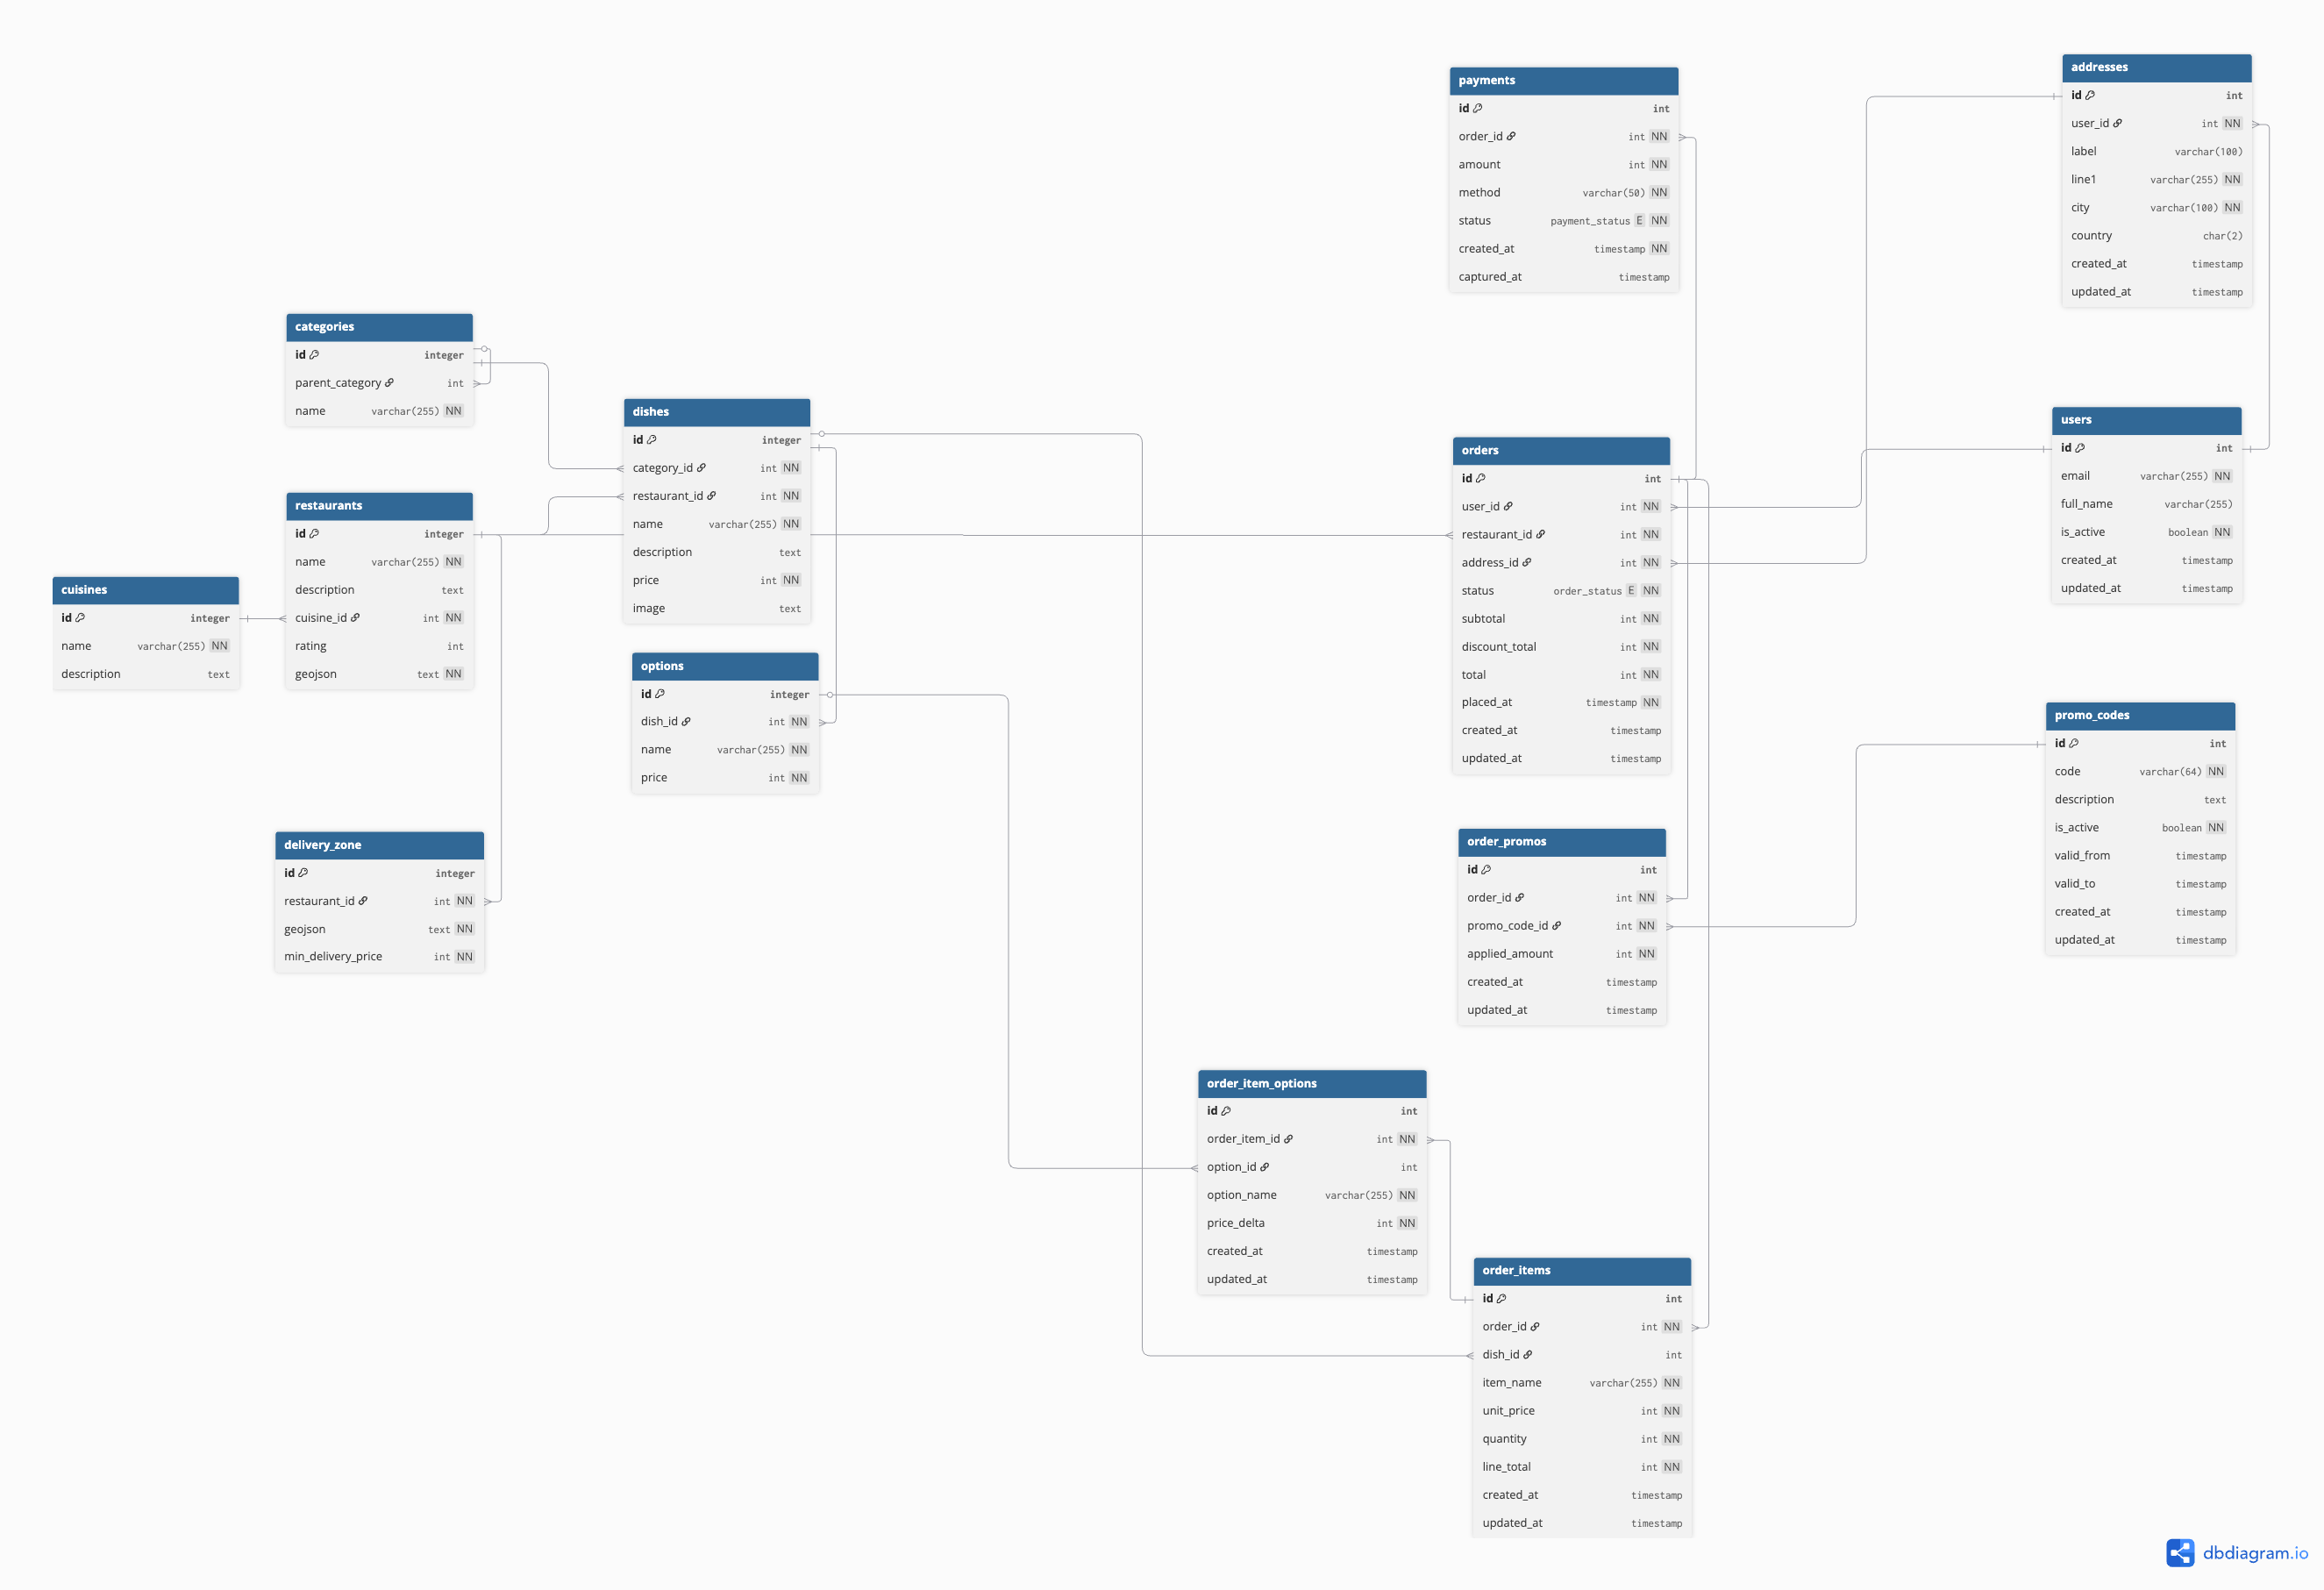 payments
id int
order_id int NN
amount int NN
method varchar(50) NN
status payment_status E NN
created_at timestamp NN
captured_at timestamp
addresses
id int
user_id int NN
label varchar(100)
line1 varchar(255) NN
city varchar(100) NN
country char(2)
created_at timestamp
updated_at timestamp
categories
id integer
parent_category int
name varchar(255) NN
dishes
id integer
category_id int NN
restaurant_id int NN
name varchar(255) NN
description text
price int NN
image text
orders
id int
user_id int NN
restaurant_id int NN
address_id int NN
status order_status E NN
subtotal int NN
discount_total int NN
total int NN
placed_at timestamp NN
created_at timestamp
updated_at timestamp
users
id int
email varchar(255) NN
full_name varchar(255)
is_active boolean NN
created_at timestamp
updated_at timestamp
restaurants
id integer
name varchar(255) NN
description text
cuisine_id int NN
rating int
geojson text NN
cuisines
id integer
name varchar(255) NN
description text
options
id integer
dish_id int NN
name varchar(255) NN
price int NN
promo_codes
id int
code varchar(64) NN
description text
is_active boolean NN
valid_from timestamp
valid_to timestamp
created_at timestamp
updated_at timestamp
delivery_zone
id integer
restaurant_id int NN
geojson text NN
min_delivery_price int NN
order_promos
id int
order_id int NN
promo_code_id int NN
applied_amount int NN
created_at timestamp
updated_at timestamp
order_item_options
id int
order_item_id int NN
option_id int
option_name varchar(255) NN
price_delta int NN
created_at timestamp
updated_at timestamp
order_items
id int
order_id int NN
dish_id int
item_name varchar(255) NN
unit_price int NN
quantity int NN
line_total int NN
created_at timestamp
updated_at timestamp
dbdiagram.io